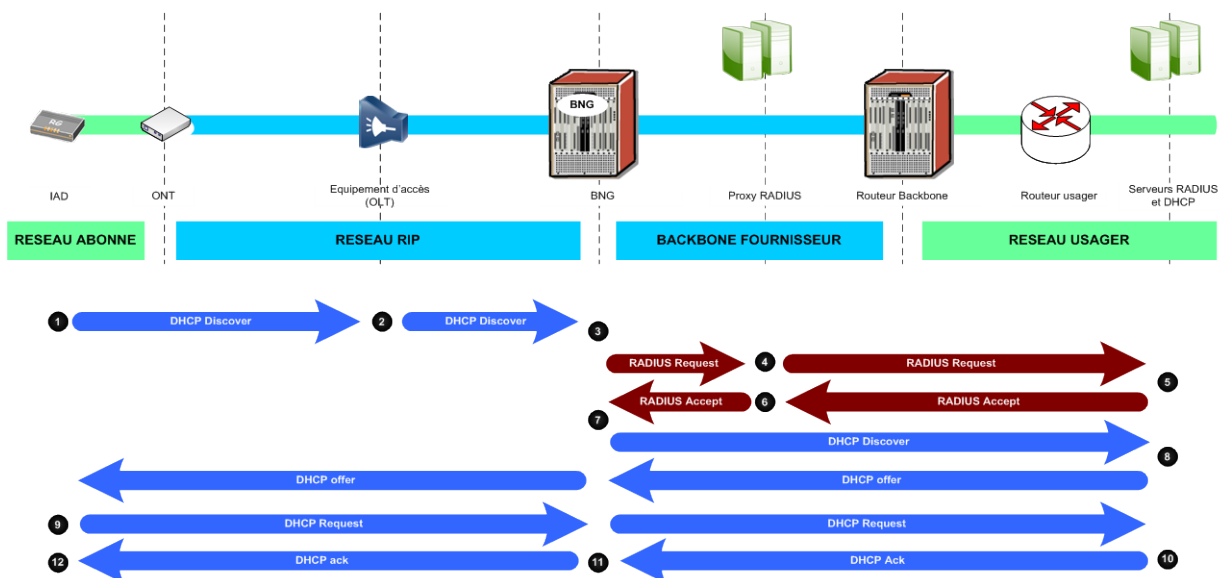 BNG
RG
IAD
ONT
Equipement d'accès
(OLT)
BNG
Proxy RADIUS
Routeur Backbone
Routeur usager
Serveurs RADIUS
et DHCP
RESEAU ABONNE
RESEAU RIP
BACKBONE FOURNISSEUR
RESEAU USAGER
1
DHCP Discover
2
DHCP Discover
3
RADIUS Request
4
RADIUS Request
5
RADIUS Accept
6
RADIUS Accept
7
DHCP Discover
8
DHCP offer
DHCP offer
9
DHCP Request
DHCP Request
12
DHCP ack
11
DHCP Ack
10